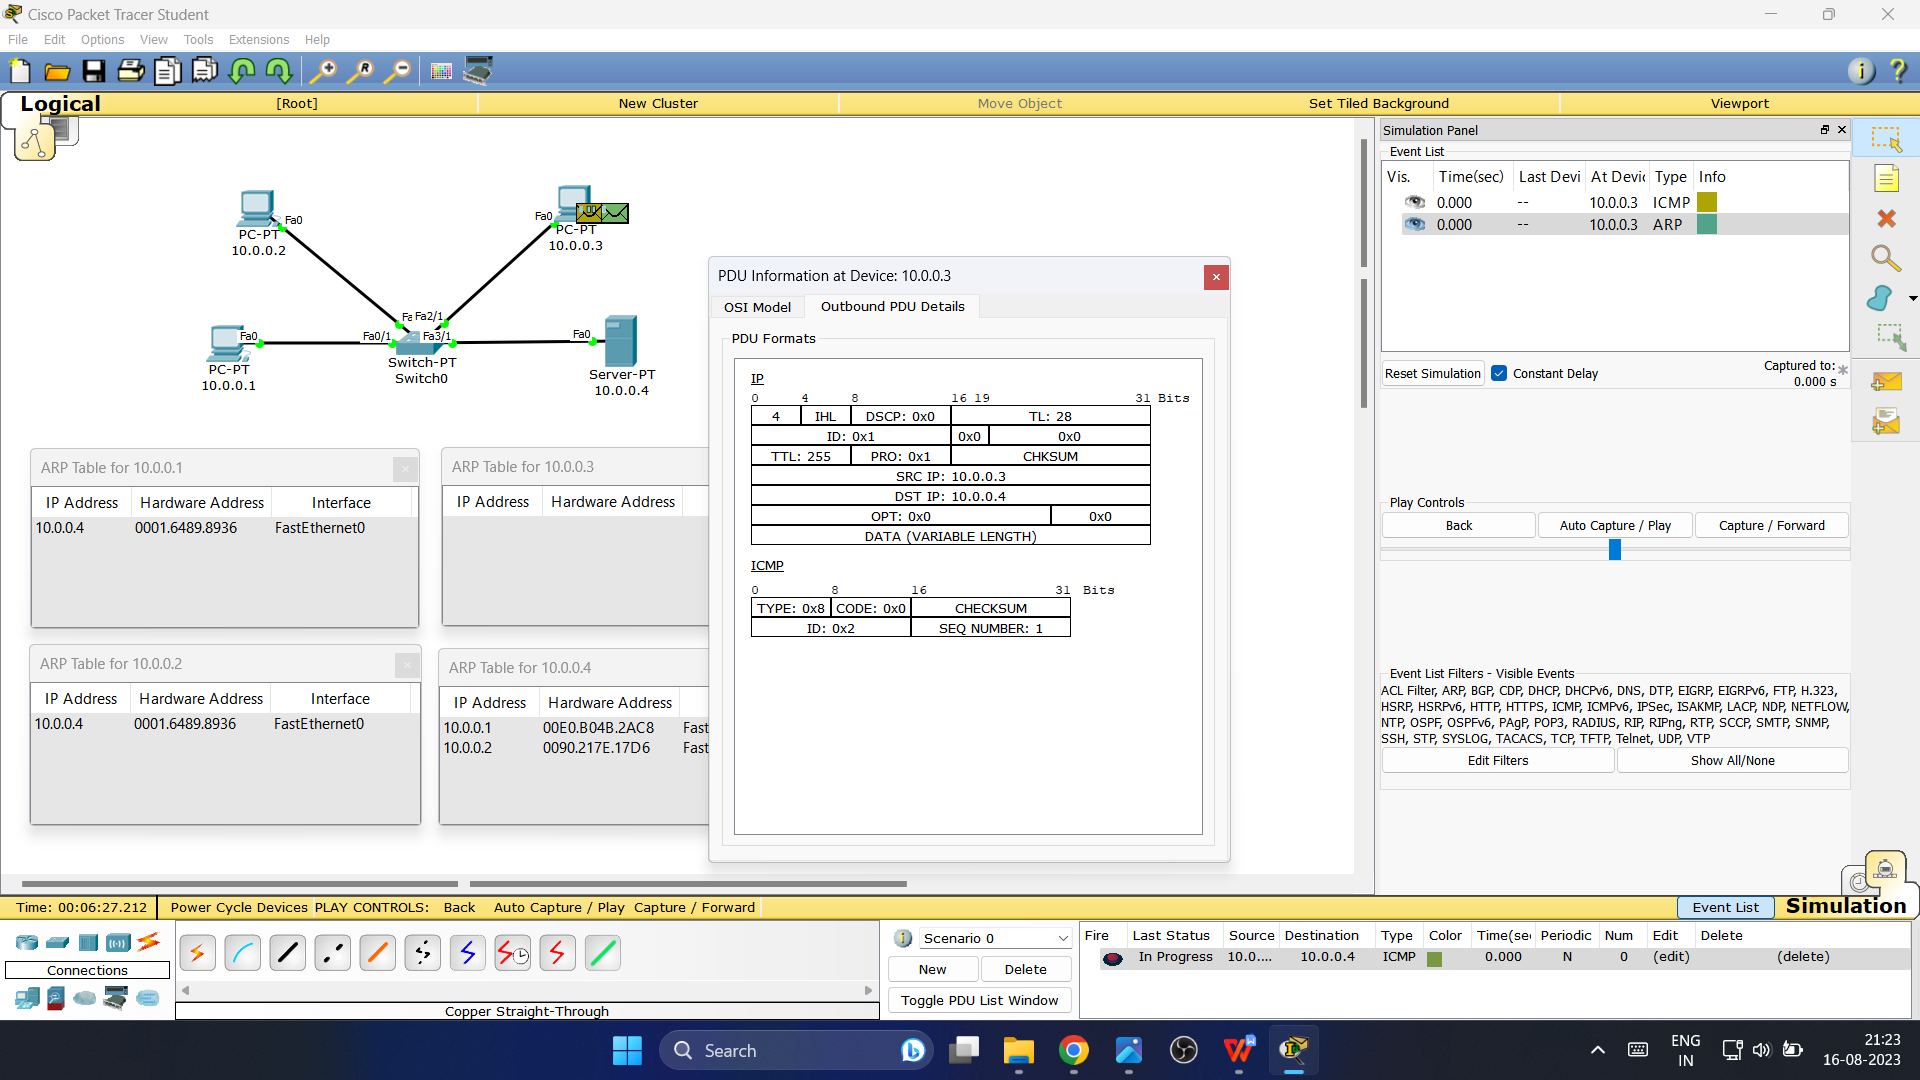 Cisco Packet Tracer Student
File Edit Options View Tools Extensions Help
Logical [Root] New Cluster Move Object Set Tiled Background Viewport
Fa0
PC-PT
10.0.0.2
Fa0
PC-PT
10.0.0.3
Fa0
PC-PT
10.0.0.1
Fa0/1
Fa
Fa2/1
Fa3/1
Switch-PT
Switch0
Fa0
Server-PT
10.0.0.4
ARP Table for 10.0.0.1
IP Address Hardware Address Interface
10.0.0.4 0001.6489.8936 FastEthernet0
ARP Table for 10.0.0.3
IP Address Hardware Address
ARP Table for 10.0.0.2
IP Address Hardware Address Interface
10.0.0.4 0001.6489.8936 FastEthernet0
ARP Table for 10.0.0.4
IP Address Hardware Address
10.0.0.1 00E0.B04B.2AC8 Fast
10.0.0.2 0090.217E.17D6 Fast
PDU Information at Device: 10.0.0.3
OSI Model Outbound PDU Details
PDU Formats
IP
0 4 8 16 19 31 Bits
4 IHL DSCP: 0x0 TL: 28
ID: 0x1 0x0 0x0
TTL: 255 PRO: 0x1 CHKSUM
SRC IP: 10.0.0.3
DST IP: 10.0.0.4
OPT: 0x0 0x0
DATA (VARIABLE LENGTH)
ICMP
0 8 16 31 Bits
TYPE: 0x8 CODE: 0x0 CHECKSUM
ID: 0x2 SEQ NUMBER: 1
Simulation Panel
Event List
Vis. Time(sec) Last Devi At Devic Type Info
0.000 -- 10.0.0.3 ICMP
0.000 -- 10.0.0.3 ARP
Reset Simulation Constant Delay Captured to:
0.000 s
Play Controls
Back Auto Capture / Play Capture / Forward
Event List Filters - Visible Events
ACL Filter, ARP, BGP, CDP, DHCP, DHCPv6, DNS, DTP, EIGRP, EIGRPv6, FTP, H.323,
HSRP, HSRPv6, HTTP, HTTPS, ICMP, ICMPv6, IPSec, ISAKMP, LACP, NDP, NETFLOW,
NTP, OSPF, OSPFv6, PAgP, POP3, RADIUS, RIP, RIPng, RTP, SCCP, SMTP, SNMP,
SSH, STP, SYSLOG, TACACS, TCP, TFTP, Telnet, UDP, VTP
Edit Filters Show All/None
Time: 00:06:27.212 Power Cycle Devices PLAY CONTROLS: Back Auto Capture / Play Capture / Forward
Event List Simulation
Connections
Copper Straight-Through
Scenario 0
New Delete
Toggle PDU List Window
Fire Last Status Source Destination Type Color Time(sec Periodic Num Edit Delete
In Progress 10.0.... 10.0.0.4 ICMP 0.000 N 0 (edit) (delete)
Search
ENG
IN
21:23
16-08-2023